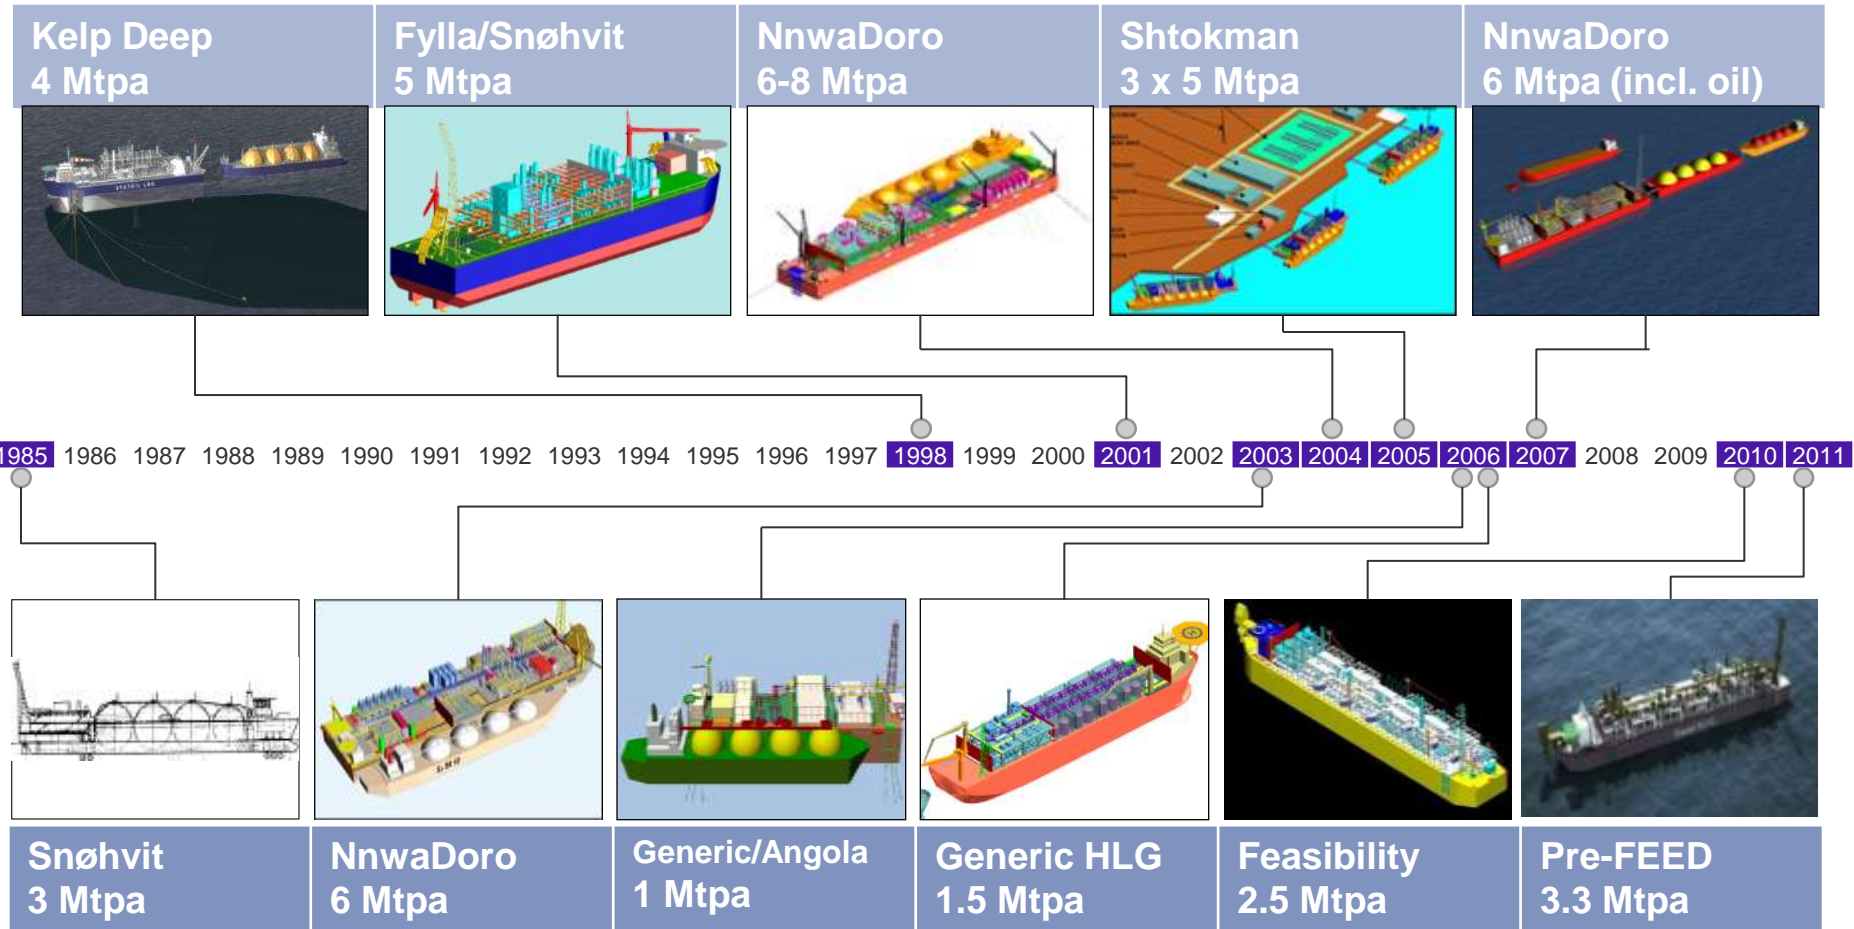 Kelp Deep
4 Mtpa
Fylla/Snøhvit
5 Mtpa
NnwaDoro
6-8 Mtpa
Shtokman
3 x 5 Mtpa
NnwaDoro
6 Mtpa (incl. oil)
STATOIL LNG
1985 1986 1987 1988 1989 1990 1991 1992 1993 1994 1995 1996 1997 1998 1999 2000 2001 2002 2003 2004 2005 2006 2007 2008 2009 2010 2011
Snøhvit
3 Mtpa
NnwaDoro
6 Mtpa
Generic/Angola
1 Mtpa
Generic HLG
1.5 Mtpa
Feasibility
2.5 Mtpa
Pre-FEED
3.3 Mtpa